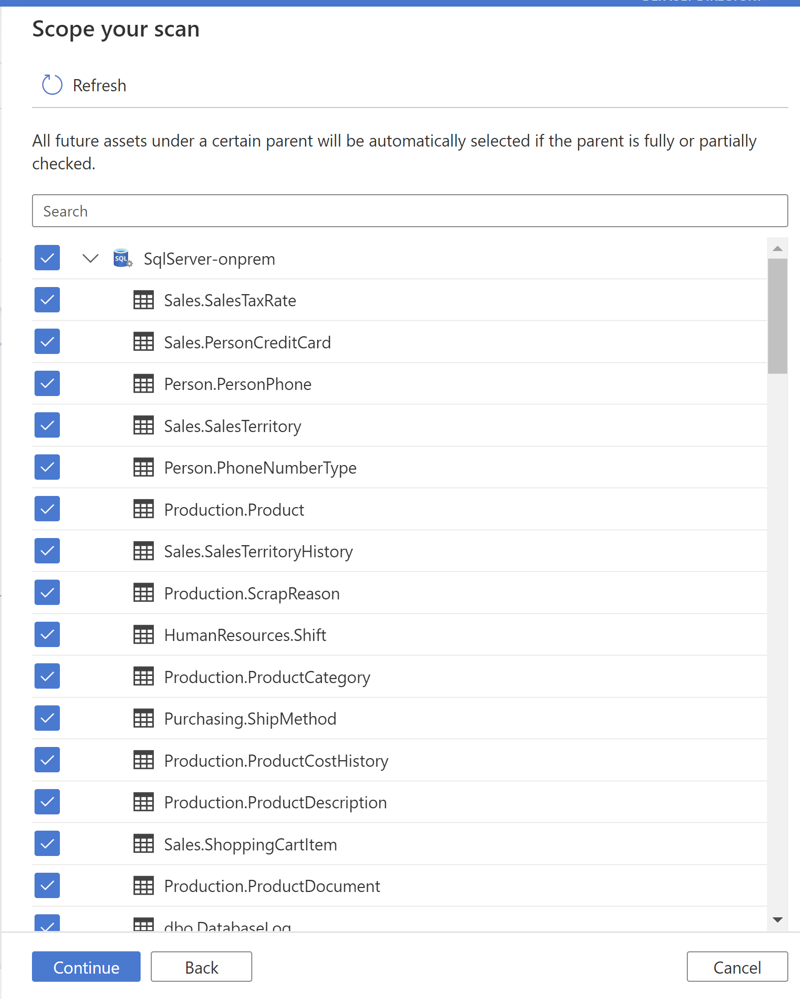 Scope your scan
Refresh
All future assets under a certain parent will be automatically selected if the parent is fully or partially
checked.
Search
SQL
SqlServer-onprem
Sales.SalesTaxRate
Sales.PersonCreditCard
Person.PersonPhone
Sales.SalesTerritory
Person.PhoneNumberType
Production.Product
Sales.SalesTerritoryHistory
Production.ScrapReason
HumanResources.Shift
Production.ProductCategory
Purchasing.ShipMethod
Production.ProductCostHistory
Production.ProductDescription
Sales.ShoppingCartItem
Production.ProductDocument
dbo.DatabaseLog
Continue
Back
Cancel